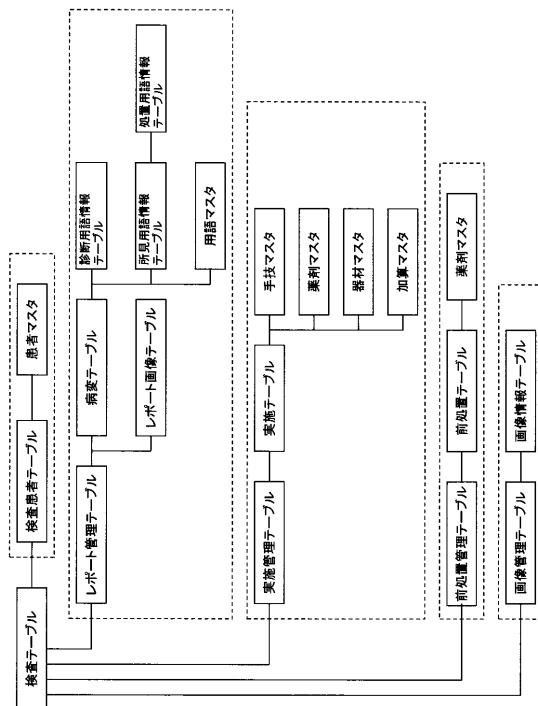 検査テーブル
検査患者テーブル
患者マスタ
レポート管理テーブル
病変テーブル
レポート画像テーブル
診断用語情報
テーブル
所見用語情報
テーブル
用語マスタ
処置用語情報
テーブル
実施管理テーブル
実施テーブル
手技マスタ
薬剤マスタ
器材マスタ
加算マスタ
前処置管理テーブル
前処置テーブル
薬剤マスタ
画像管理テーブル
画像情報テーブル